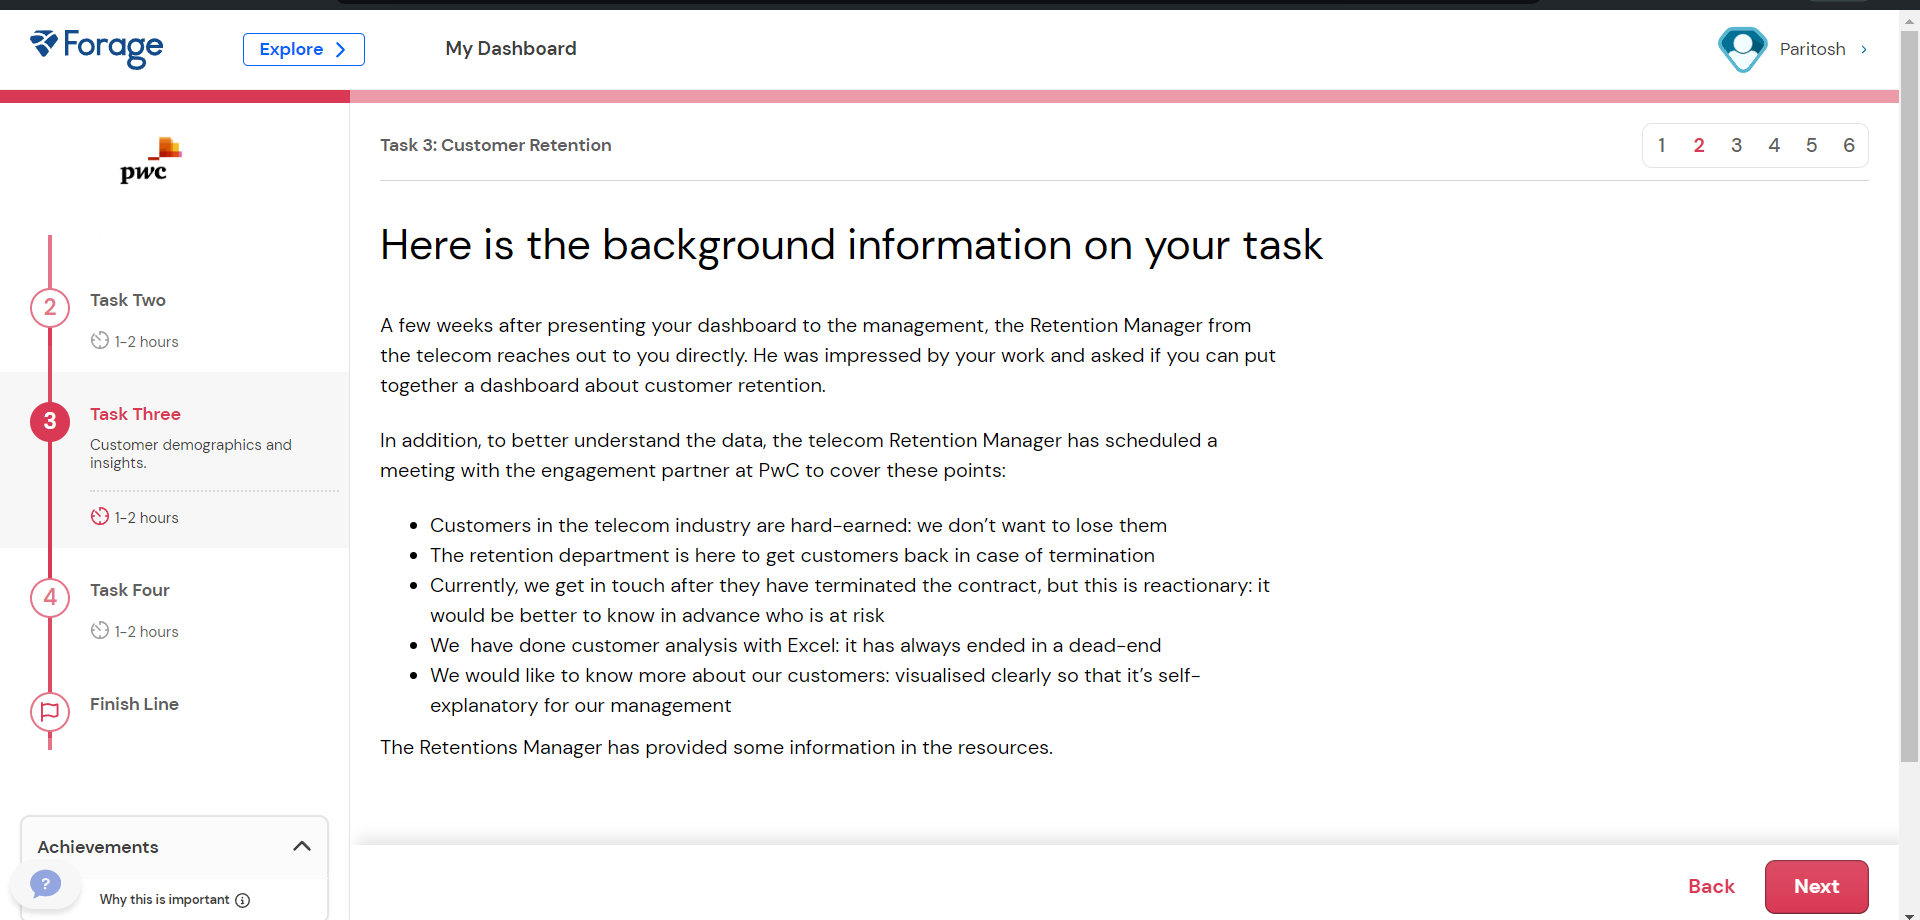 Forage
Explore
My Dashboard
Paritosh
pwc
Task 3: Customer Retention
1 2 3 4 5 6
2
Task Two
1-2 hours
3
Task Three
Customer demographics and
insights.
1-2 hours
4
Task Four
1-2 hours
Finish Line
Achievements
?
Why this is important
Here is the background information on your task
A few weeks after presenting your dashboard to the management, the Retention Manager from
the telecom reaches out to you directly. He was impressed by your work and asked if you can put
together a dashboard about customer retention.
In addition, to better understand the data, the telecom Retention Manager has scheduled a
meeting with the engagement partner at PwC to cover these points:
• Customers in the telecom industry are hard-earned: we don’t want to lose them
• The retention department is here to get customers back in case of termination
• Currently, we get in touch after they have terminated the contract, but this is reactionary: it
would be better to know in advance who is at risk
• We  have done customer analysis with Excel: it has always ended in a dead-end
• We would like to know more about our customers: visualised clearly so that it’s self-
explanatory for our management
The Retentions Manager has provided some information in the resources.
Back
Next